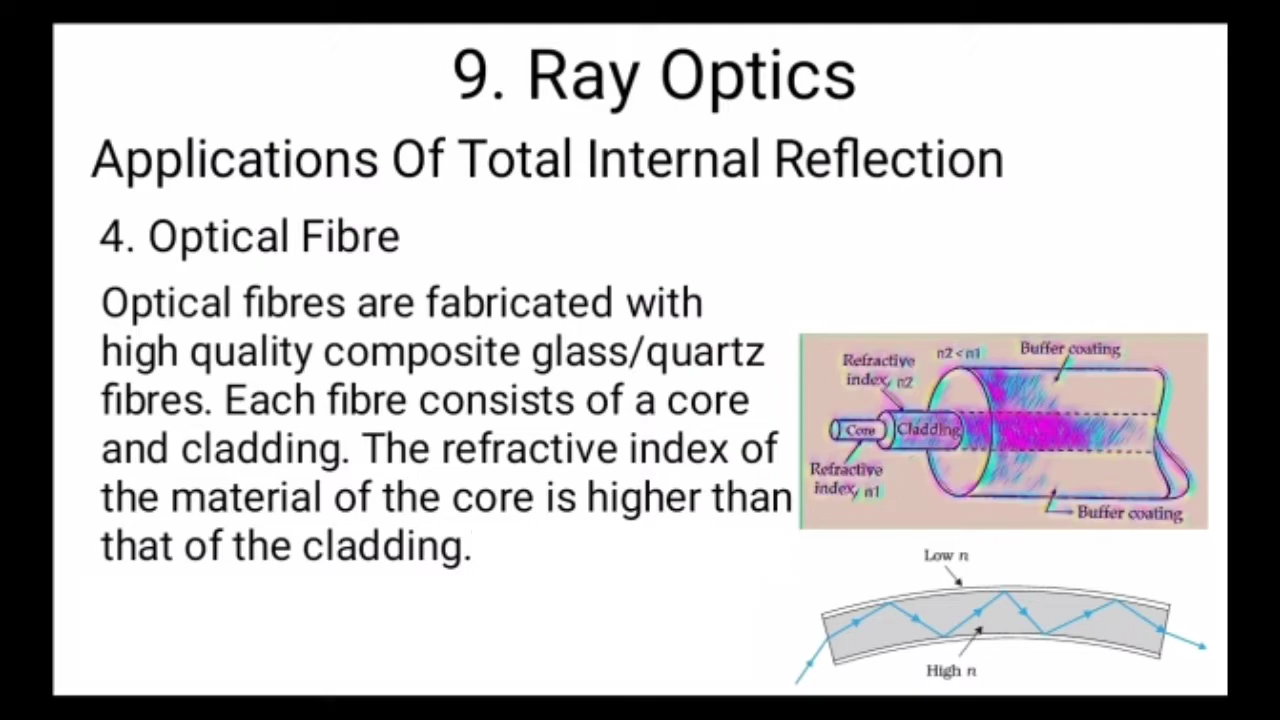 9. Ray Optics
Applications Of Total Internal Reflection
4. Optical Fibre
Optical fibres are fabricated with
high quality composite glass/quartz
fibres. Each fibre consists of a core
and cladding. The refractive index of
the material of the core is higher than
that of the cladding.
Refractive
index, n2
n2 < n1
Buffer coating
Core
Cladding
Refractive
index, n1
Buffer coating
Low n
High n